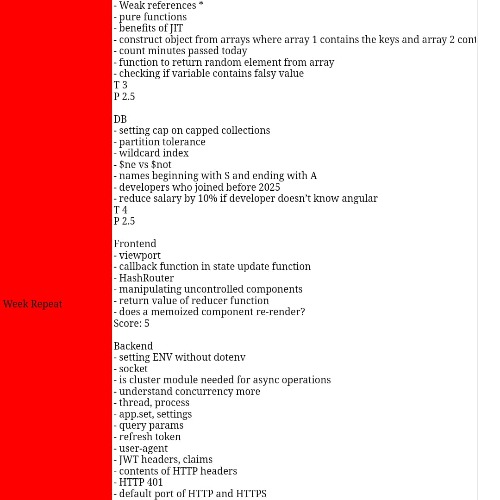 - Weak references *
- pure functions
- benefits of JIT
- construct object from arrays where array 1 contains the keys and array 2 cont
- count minutes passed today
- function to return random element from array
- checking if variable contains falsy value
T 3
P 2.5
DB
- setting cap on capped collections
- partition tolerance
- wildcard index
- $ne vs $not
- names beginning with S and ending with A
- developers who joined before 2025
- reduce salary by 10% if developer doesn't know angular
T 4
P 2.5
Frontend
- viewport
- callback function in state update function
- HashRouter
- manipulating uncontrolled components
Week Repeat
- return value of reducer function
- does a memoized component re-render?
Score: 5
Backend
- setting ENV without dotenv
- socket
- is cluster module needed for async operations
- understand concurrency more
- thread, process
- app.set, settings
- query params
- refresh token
- user-agent
- JWT headers, claims
- contents of HTTP headers
- HTTP 401
- default port of HTTP and HTTPS